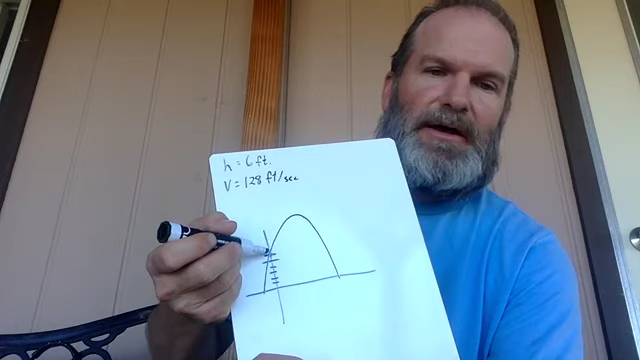 h = 6 ft.
V = 128 ft/sec